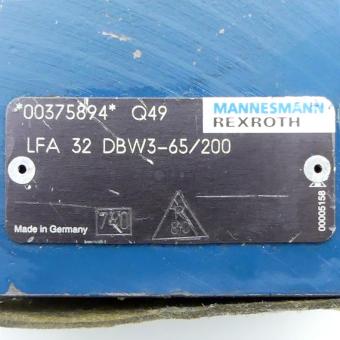 *00375894* Q49
MANNESMANN
REXROTH
LFA 32 DBW3-65/200
Made in Germany
00005158